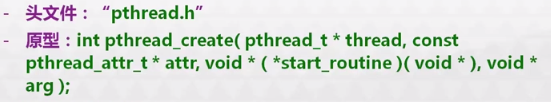 - 头文件：“pthread.h”
- 原型：int pthread_create( pthread_t * thread, const
pthread_attr_t * attr, void * ( *start_routine )( void * ), void *
arg );